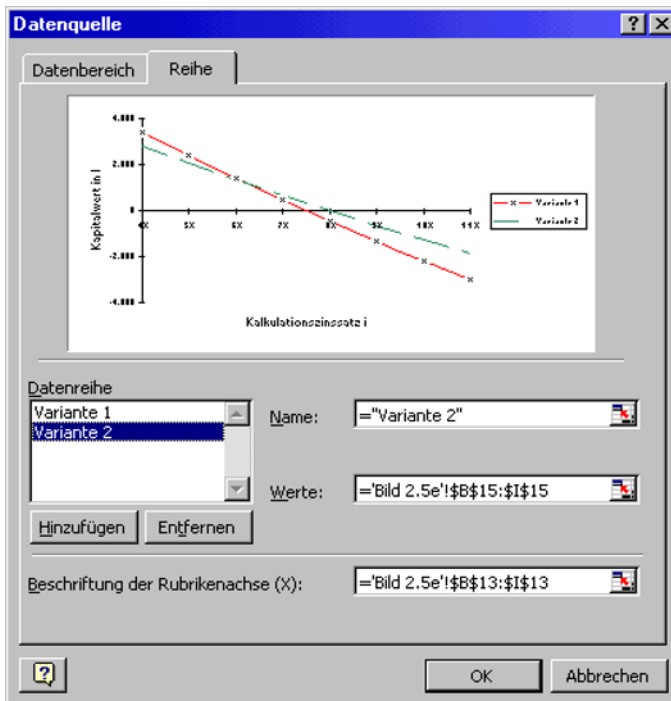 Datenquelle
Datenbereich Reihe
4.000
2.000
0
-2.000
-4.000
4% 5% 6% 7% 8% 9% 10% 11%
Kapitalwert in
Kalkulationszinssatz i
Variante 1
Variante 2
Datenreihe
Variante 1
Variante 2
Name: ="Variante 2"
Werte: ='Bild 2.5e'!$B$15:$I$15
Hinzufügen Entfernen
Beschriftung der Rubrikenachse (X): ='Bild 2.5e'!$B$13:$I$13
OK Abbrechen